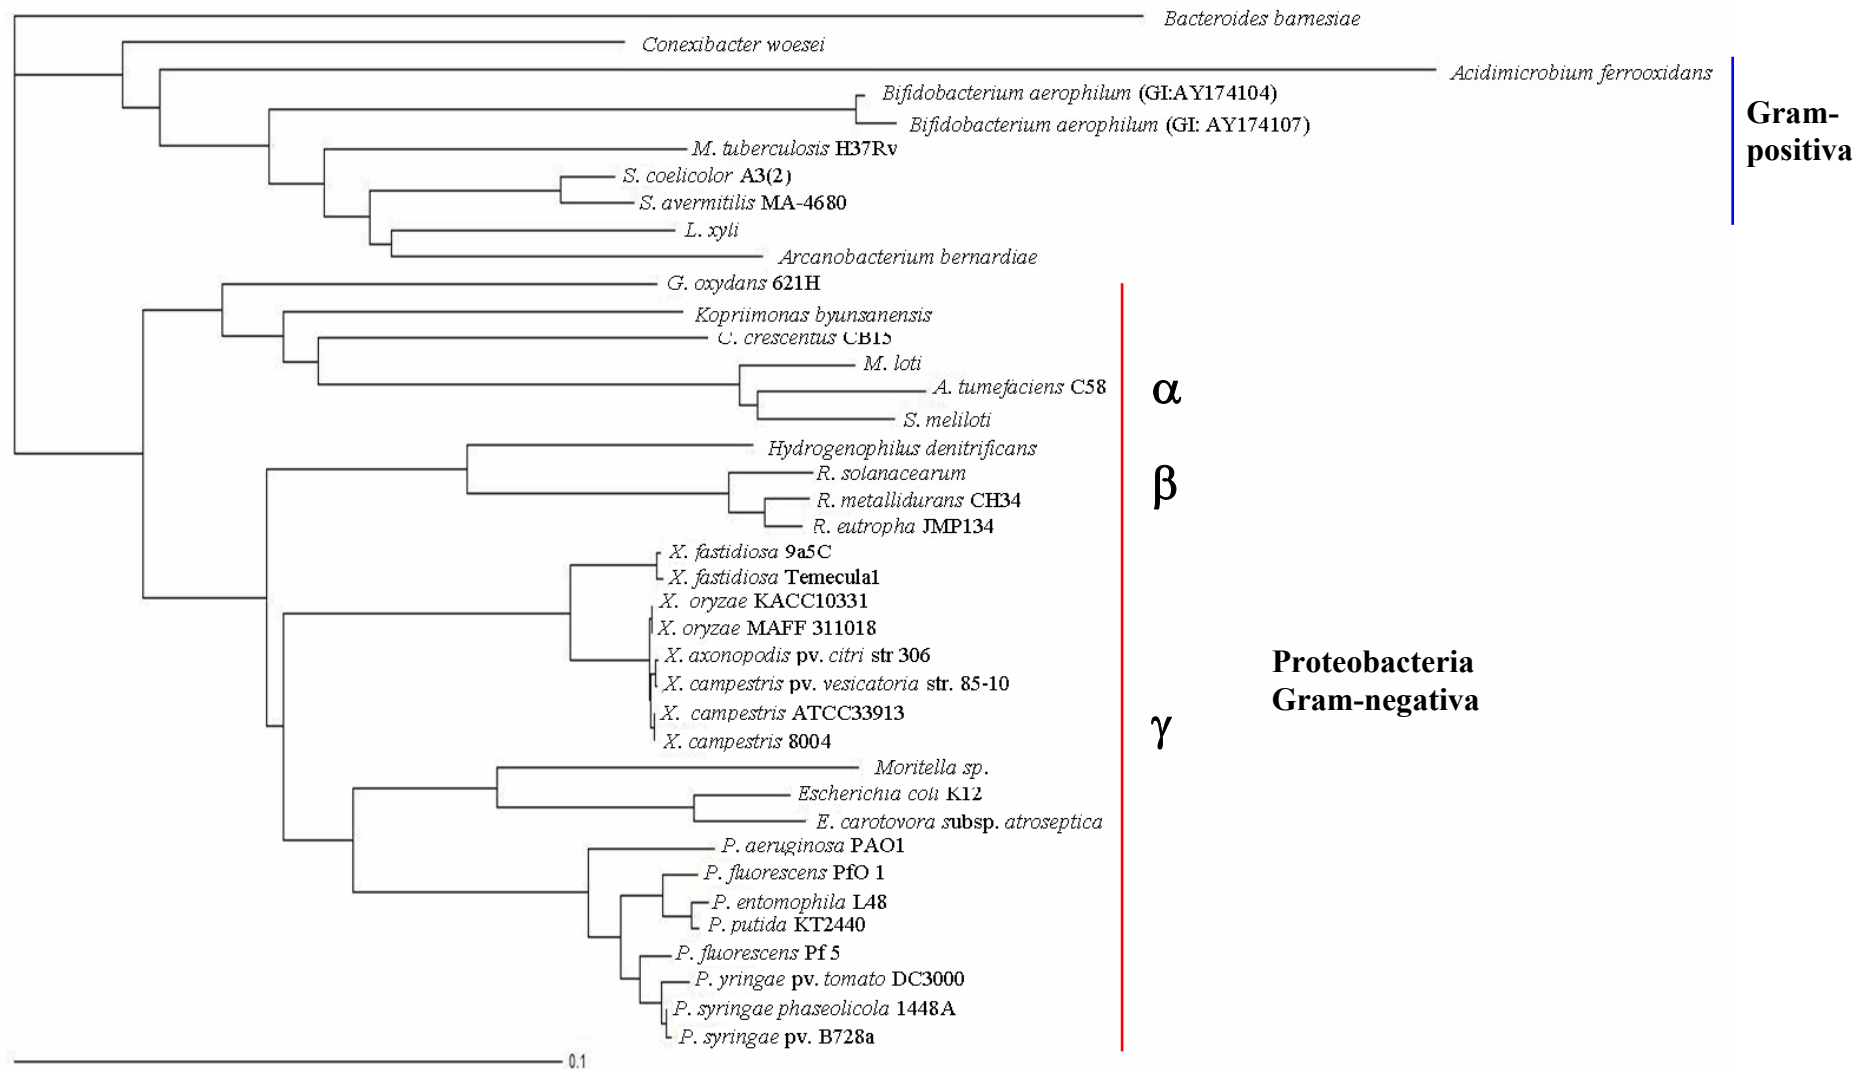 Bacteroides barnesiae
Conexibacter woesei
Acidimicrobium ferrooxidans
Bifidobacterium aerophilum (GI:AY174104)
Bifidobacterium aerophilum (GI: AY174107)
Gram-
positiva
M. tuberculosis H37Rv
S. coelicolor A3(2)
S. avermitilis MA-4680
L. xyli
Arcanobacterium bernardiae
G. oxydans 621H
Kopriimonas byunsanensis
C. crescentus CB15
M. loti
A. tumefaciens C58
α
S. meliloti
Hydrogenophilus denitrificans
R. solanacearum
β
R. metallidurans CH34
R. eutropha JMP134
X. fastidiosa 9a5C
X. fastidiosa Temecula1
X. oryzae KACC10331
X. oryzae MAFF 311018
X. axonopodis pv. citri str 306
X. campestris pv. vesicatoria str. 85-10
Proteobacteria
Gram-negativa
X. campestris ATCC33913
γ
X. campestris 8004
Moritella sp.
Escherichia coli K12
E. carotovora subsp. atroseptica
P. aeruginosa PAO1
P. fluorescens PfO 1
P. entomophila L48
P. putida KT2440
P. fluorescens Pf 5
P. yringae pv. tomato DC3000
P. syringae phaseolicola 1448A
P. syringae pv. B728a
0.1